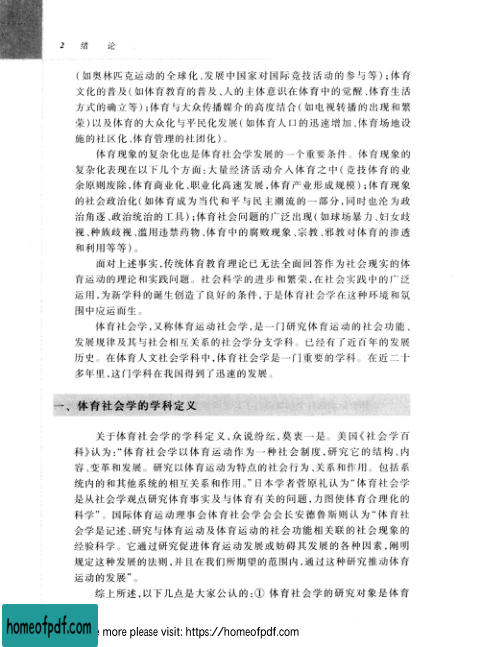 2 绪 论
(如奥林匹克运动的全球化、发展中国家对国际竞技活动的参与等);体育
文化的普及(如体育教育的普及、人的主体意识在体育中的觉醒、体育生活
方式的确立等);体育与大众传播媒介的高度结合(如电视转播的出现和繁
荣)以及体育的大众化与平民化发展(如体育人口的迅速增加、体育场地设
施的社区化、体育管理的社团化)。
体育现象的复杂化也是体育社会学发展的一个重要条件。体育现象的
复杂化表现在以下几个方面:大量经济活动介入体育之中(竞技体育的业
余原则废除,体育商业化、职业化高速发展,体育产业形成规模);体育现象
的社会政治化(如体育成为当代和平与民主潮流的一部分,同时也沦为政
治角逐、政治统治的工具);体育社会问题的广泛出现(如球场暴力、妇女歧
视、种族歧视、滥用违禁药物、体育中的腐败现象、宗教、邪教对体育的渗透
和利用等等)。
面对上述事实,传统体育教育理论已无法全面回答作为社会现实的体
育运动的理论和实践问题。社会科学的进步和繁荣,在社会实践中的广泛
运用,为新学科的诞生创造了良好的条件,于是体育社会学在这种环境和氛
围中应运而生。
体育社会学,又称体育运动社会学,是一门研究体育运动的社会功能、
发展规律及其与社会相互关系的社会学分支学科。已经有了近百年的发展
历史。在体育人文社会学科中,体育社会学是一门重要的学科。在近二十
多年里,这门学科在我国得到了迅速的发展。
一、体育社会学的学科定义
关于体育社会学的学科定义,众说纷纭,莫衷一是。美国《社会学百
科》认为:“体育社会学以体育运动作为一种社会制度,研究它的结构、内
容、变革和发展。研究以体育运动为特点的社会行为、关系和作用。包括系
统内的和其他系统的相互关系和作用。”日本学者菅原礼认为“体育社会学
是从社会学观点研究体育事实及与体育有关的问题,力图使体育合理化的
科学”。国际体育运动理事会体育社会学会会长安德鲁斯则认为“体育社
会学是记述、研究与体育运动及体育运动的社会功能相关联的社会现象的
经验科学。它通过研究促进体育运动发展或妨碍其发展的各种因素,阐明
规定这种发展的法则,并且在我们所期望的范围内,通过这种研究推动体育
运动的发展”。
综上所述,以下几点是大家公认的:① 体育社会学的研究对象是体育
homeofpdf.com
more please visit: https://homeofpdf.com